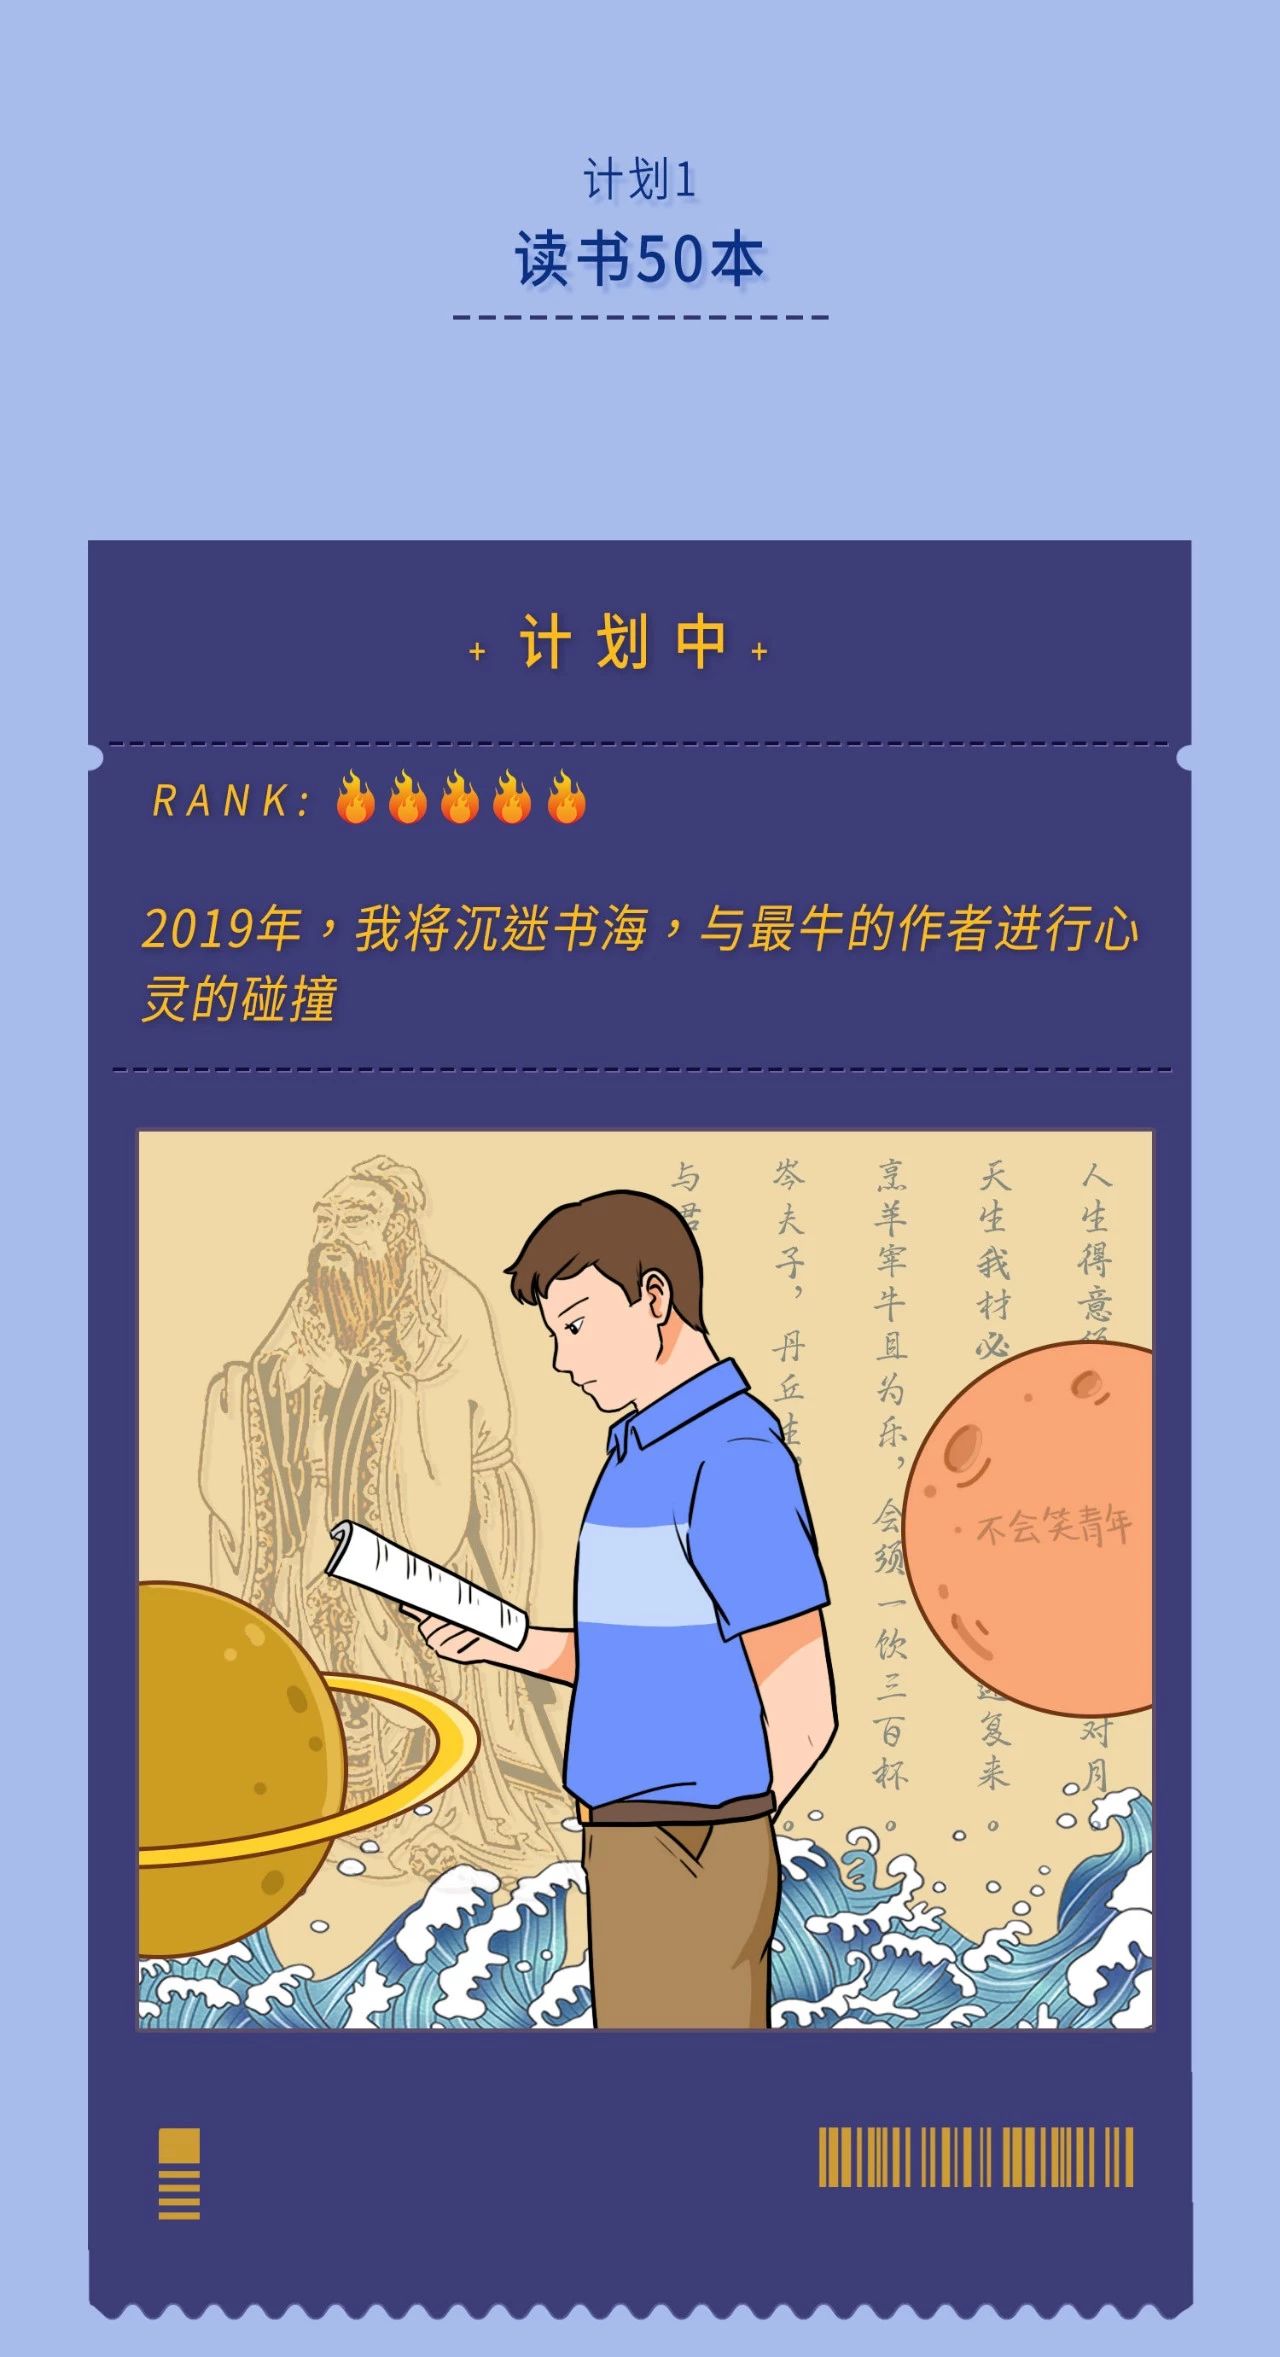 计划1
读书50本
+ 计划中 +
RANK: 🔥🔥🔥🔥🔥
2019年，我将沉迷书海，与最牛的作者进行心
灵的碰撞
人生得意须 对月
天生我材必 复来。
烹羊宰牛且为乐，会须一饮三百杯。
岑夫子，丹丘生，
与君
不会笑青年